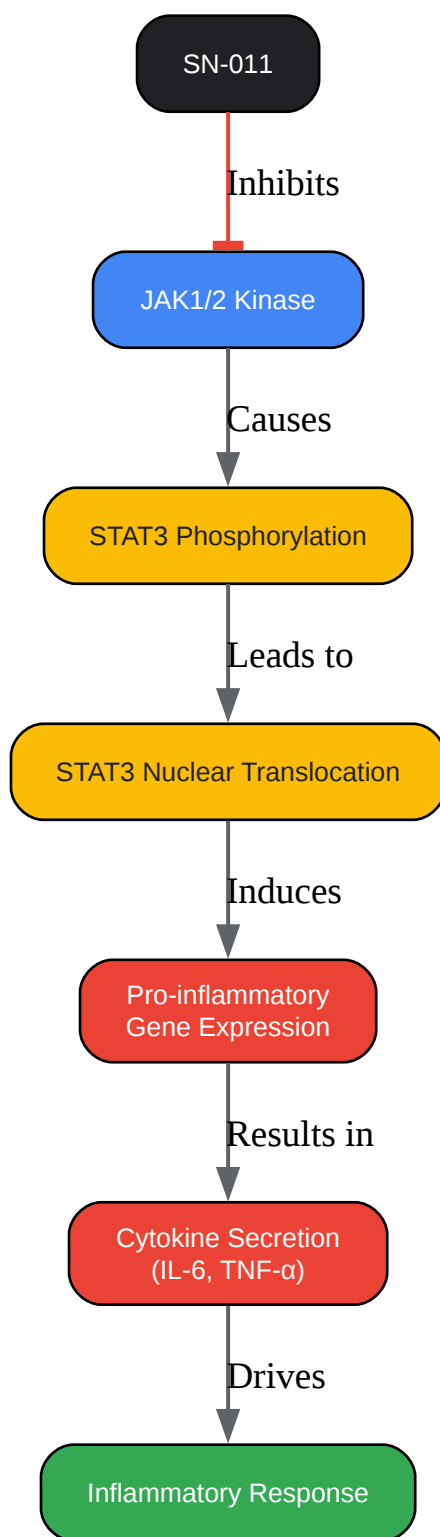 SN-011
Inhibits
JAK1/2 Kinase
Causes
STAT3 Phosphorylation
Leads to
STAT3 Nuclear Translocation
Induces
Pro-inflammatory
Gene Expression
Results in
Cytokine Secretion
(IL-6, TNF-α)
Drives
Inflammatory Response